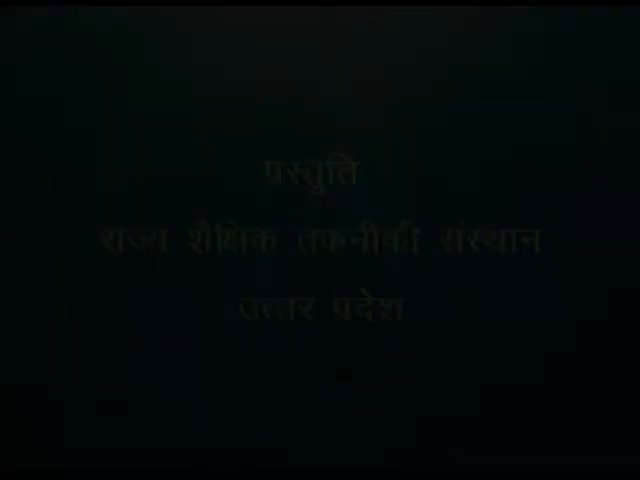 प्रस्तुति
राज्य शैक्षिक तकनीकी संस्थान
उत्तर प्रदेश